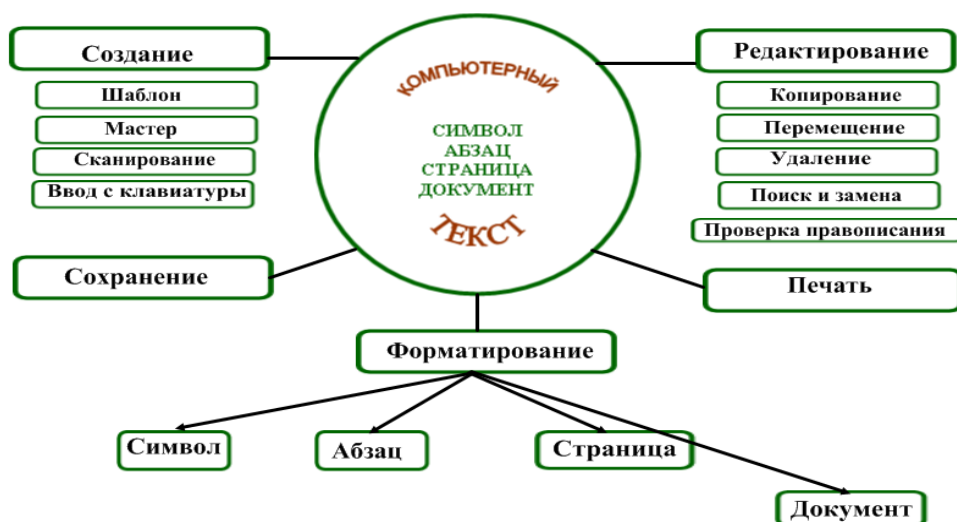 Создание
Шаблон
Мастер
Сканирование
Ввод с клавиатуры
Сохранение
КОМПЬЮТЕРНЫЙ
СИМВОЛ
АБЗАЦ
СТРАНИЦА
ДОКУМЕНТ
ТЕКСТ
Редактирование
Копирование
Перемещение
Удаление
Поиск и замена
Проверка правописания
Печать
Форматирование
Символ
Абзац
Страница
Документ